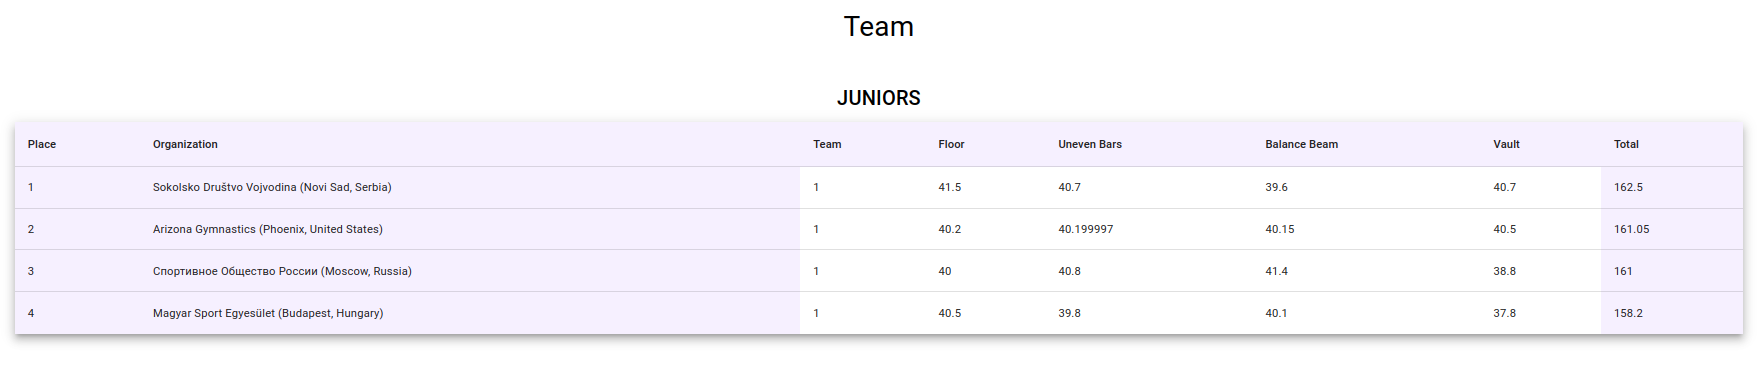 Team
JUNIORS
Place Organization Team Floor Uneven Bars Balance Beam Vault Total
1 Sokolsko Društvo Vojvodina (Novi Sad, Serbia) 1 41.5 40.7 39.6 40.7 162.5
2 Arizona Gymnastics (Phoenix, United States) 1 40.2 40.199997 40.15 40.5 161.05
3 Спортивное Общество России (Moscow, Russia) 1 40 40.8 41.4 38.8 161
4 Magyar Sport Egyesület (Budapest, Hungary) 1 40.5 39.8 40.1 37.8 158.2